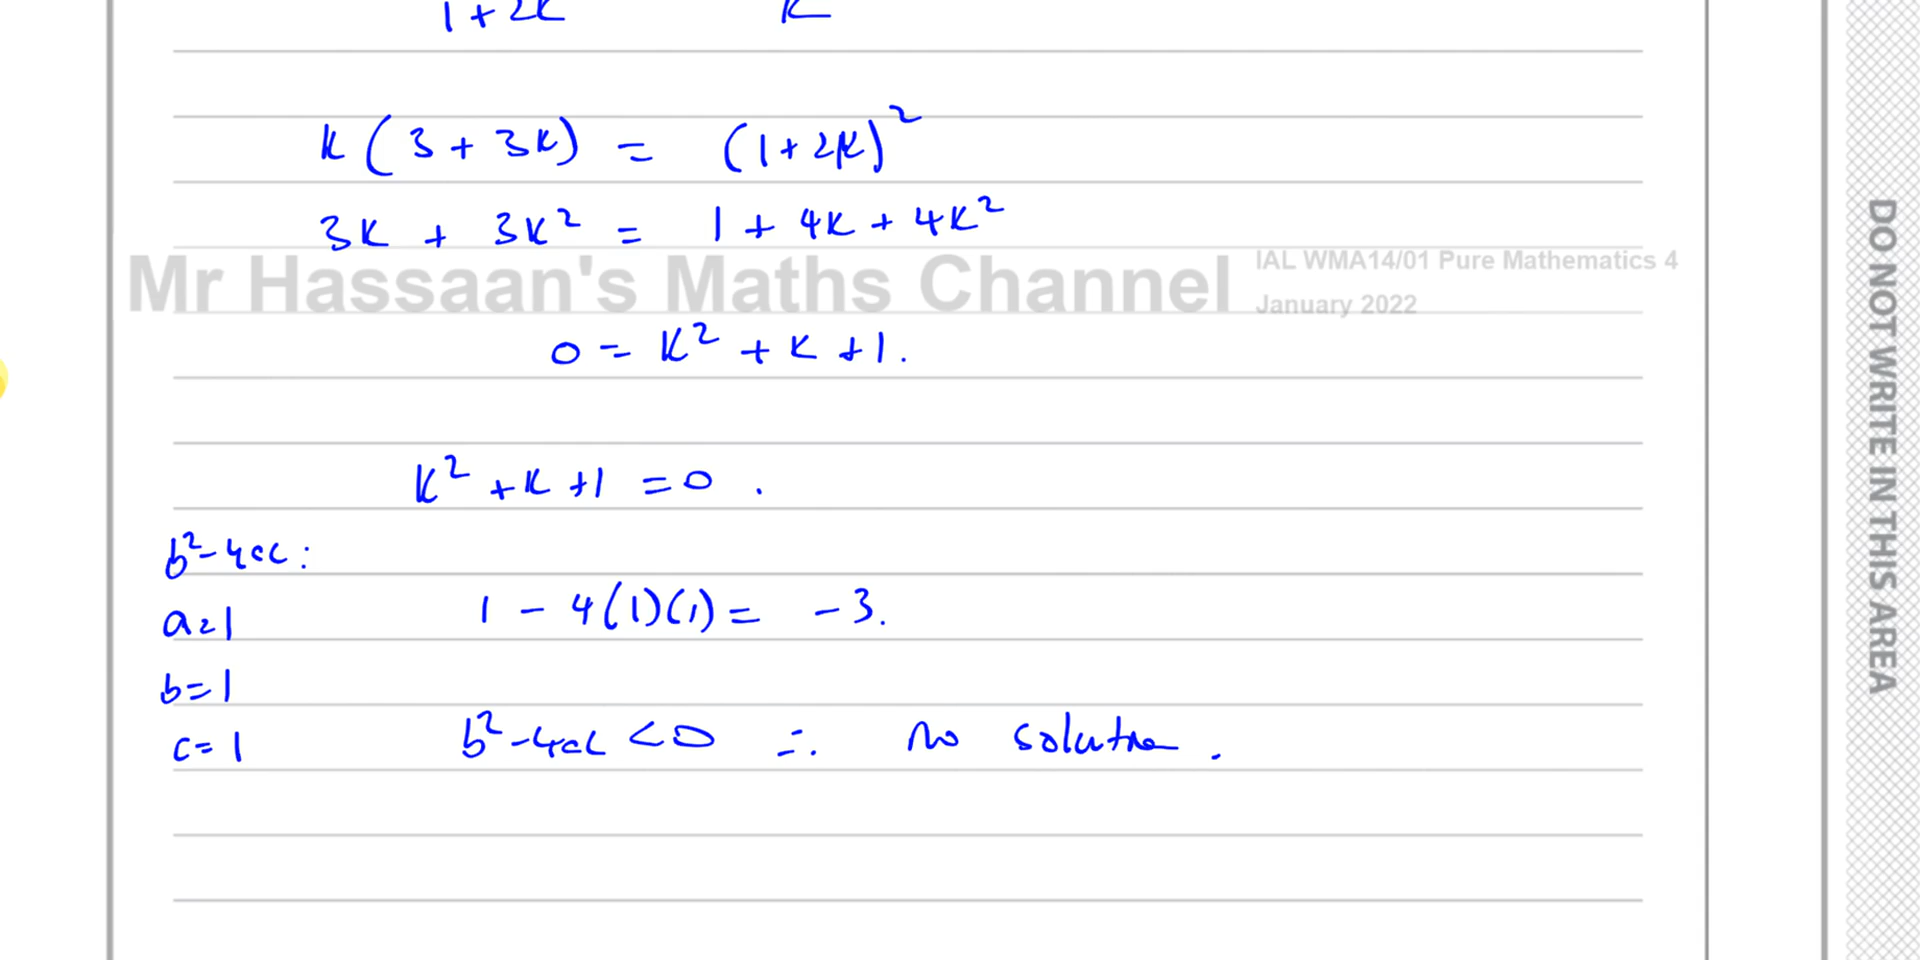 1+2k k
k(3+3k) = (1+2k)²
3k + 3k² = 1 + 4k + 4k²
Mr Hassaan's Maths Channel
IAL WMA14/01 Pure Mathematics 4
January 2022
0 = k² + k + 1.
k² + k + 1 = 0 .
b²-4ac:
a=1
1 - 4(1)(1) = -3.
b=1
c=1
b²-4ac < 0 ∴ no solution.
DO NOT WRITE IN THIS AREA